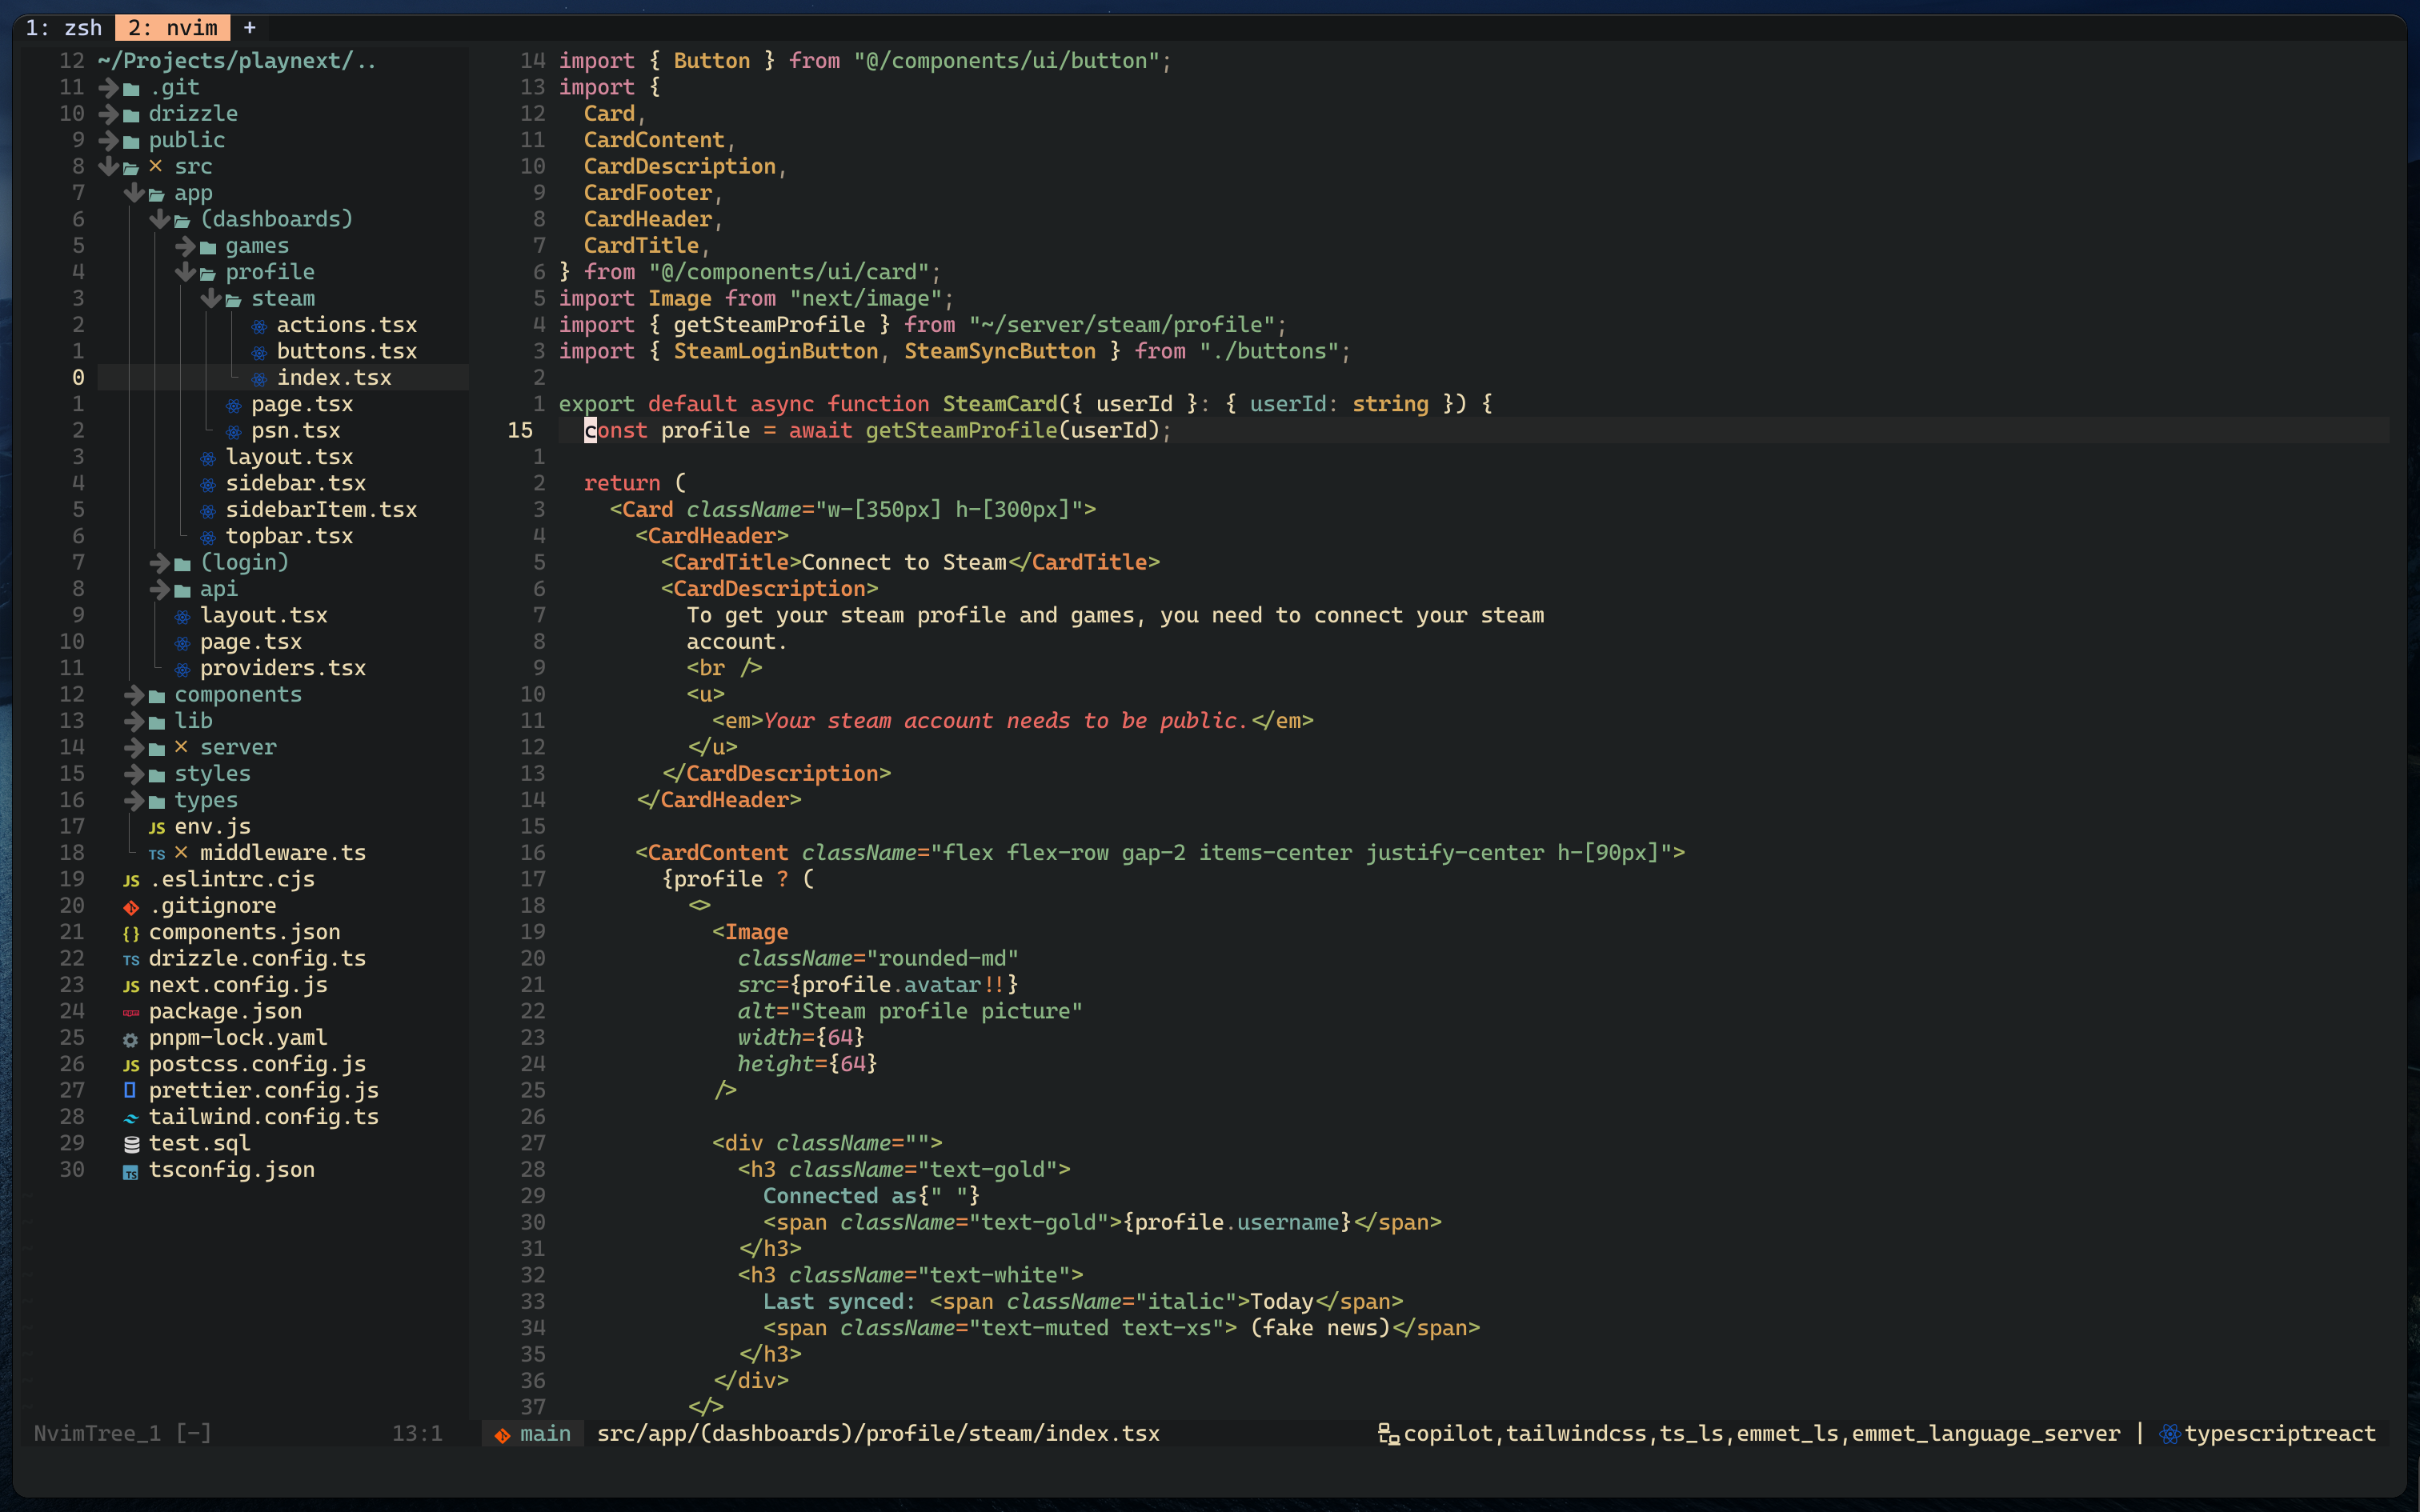 1: zsh 2: nvim +
12 ~/Projects/playnext/..
11 .git
10 drizzle
9 public
8 × src
7 app
6 (dashboards)
5 games
4 profile
3 steam
2 actions.tsx
1 buttons.tsx
0 index.tsx
1 page.tsx
2 psn.tsx
3 layout.tsx
4 sidebar.tsx
5 sidebarItem.tsx
6 topbar.tsx
7 (login)
8 api
9 layout.tsx
10 page.tsx
11 providers.tsx
12 components
13 lib
14 × server
15 styles
16 types
17 JS env.js
18 TS × middleware.ts
19 JS .eslintrc.cjs
20 .gitignore
21 {} components.json
22 TS drizzle.config.ts
23 JS next.config.js
24 package.json
25 pnpm-lock.yaml
26 JS postcss.config.js
27 prettier.config.js
28 tailwind.config.ts
29 test.sql
30 TS tsconfig.json
NvimTree_1 [-] 13:1
14 import { Button } from "@/components/ui/button";
13 import {
12 Card,
11 CardContent,
10 CardDescription,
9 CardFooter,
8 CardHeader,
7 CardTitle,
6 } from "@/components/ui/card";
5 import Image from "next/image";
4 import { getSteamProfile } from "~/server/steam/profile";
3 import { SteamLoginButton, SteamSyncButton } from "./buttons";
2
1 export default async function SteamCard({ userId }: { userId: string }) {
15 const profile = await getSteamProfile(userId);
1
2 return (
3 <Card className="w-[350px] h-[300px]">
4 <CardHeader>
5 <CardTitle>Connect to Steam</CardTitle>
6 <CardDescription>
7 To get your steam profile and games, you need to connect your steam
8 account.
9 <br />
10 <u>
11 <em>Your steam account needs to be public.</em>
12 </u>
13 </CardDescription>
14 </CardHeader>
15
16 <CardContent className="flex flex-row gap-2 items-center justify-center h-[90px]">
17 {profile ? (
18 <>
19 <Image
20 className="rounded-md"
21 src={profile.avatar!!}
22 alt="Steam profile picture"
23 width={64}
24 height={64}
25 />
26
27 <div className="">
28 <h3 className="text-gold">
29 Connected as{" "}
30 <span className="text-gold">{profile.username}</span>
31 </h3>
32 <h3 className="text-white">
33 Last synced: <span className="italic">Today</span>
34 <span className="text-muted text-xs"> (fake news)</span>
35 </h3>
36 </div>
37 </>
main src/app/(dashboards)/profile/steam/index.tsx copilot,tailwindcss,ts_ls,emmet_ls,emmet_language_server | typescriptreact